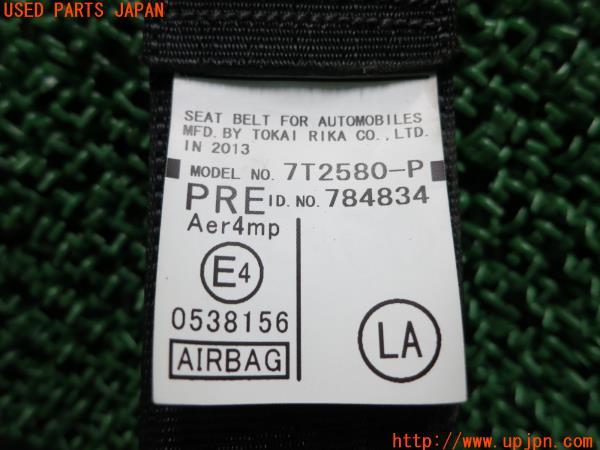 USED PARTS JAPAN
SEAT BELT FOR AUTOMOBILES
MFD. BY TOKAI RIKA CO., LTD.
IN 2013
MODEL NO. 7T2580-P
PRE ID. NO. 784834
Aer4mp
E4
0538156
AIRBAG
LA
http://www.upjpn.com/